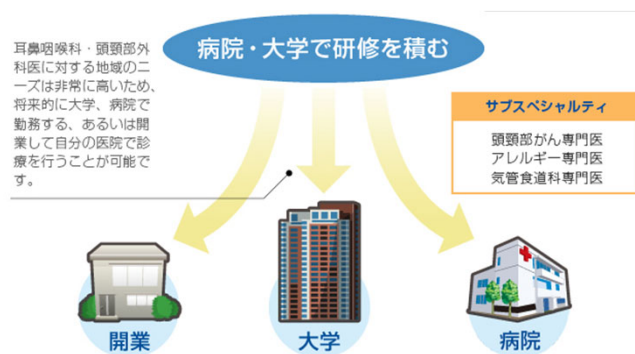 病院・大学で研修を積む
耳鼻咽喉科・頭頸部外
科医に対する地域のニ
ーズは非常に高いため、
将来的に大学、病院で
勤務する、あるいは開
業して自分の医院で診
療を行うことが可能で
す。
サブスペシャルティ
頭頸部がん専門医
アレルギー専門医
気管食道科専門医
開業
大学
病院